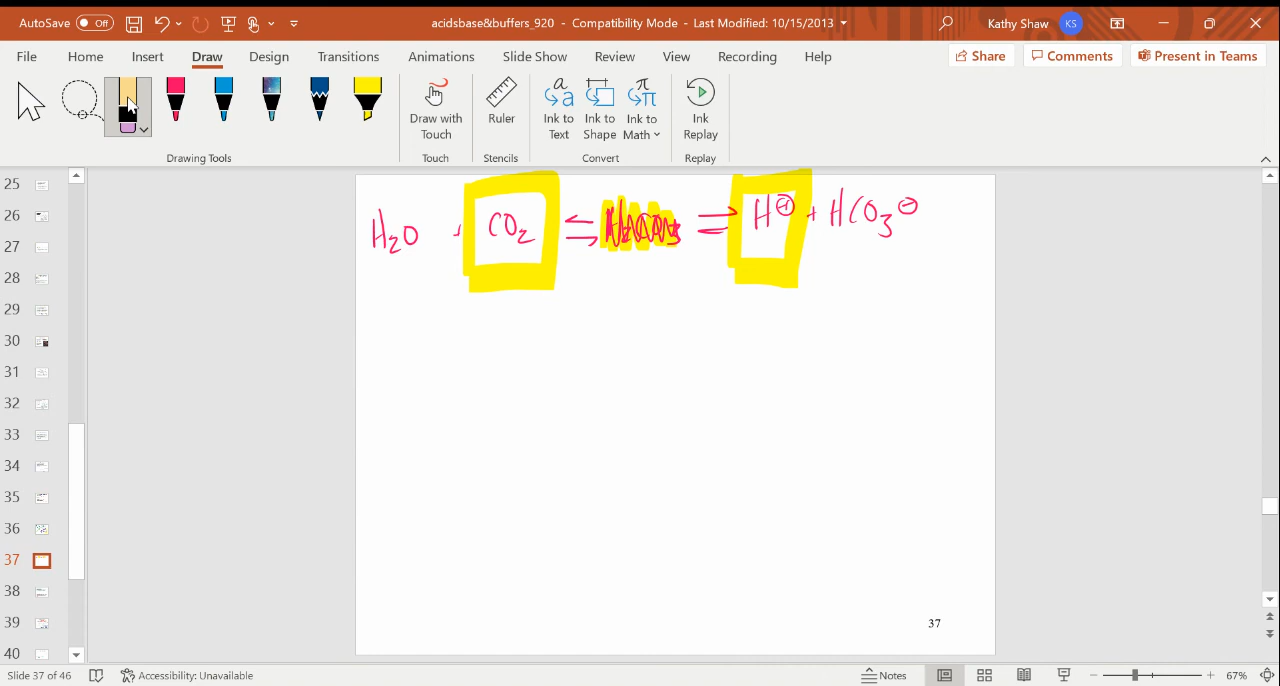 AutoSave Off acidsbase&buffers_920 - Compatibility Mode - Last Modified: 10/15/2013 Kathy Shaw KS
File Home Insert Draw Design Transitions Animations Slide Show Review View Recording Help Share Comments Present in Teams
Draw with Touch Ruler Ink to Text Ink to Shape Ink to Math Ink Replay
Drawing Tools Touch Stencils Convert Replay
25
26
27
28
29
30
31
32
33
34
35
36
37
38
39
40
H₂O + CO₂ ⇌ H₂CO₃ ⇌ H⊕ + HCO₃⊖
37
Slide 37 of 46 Accessibility: Unavailable Notes 67%